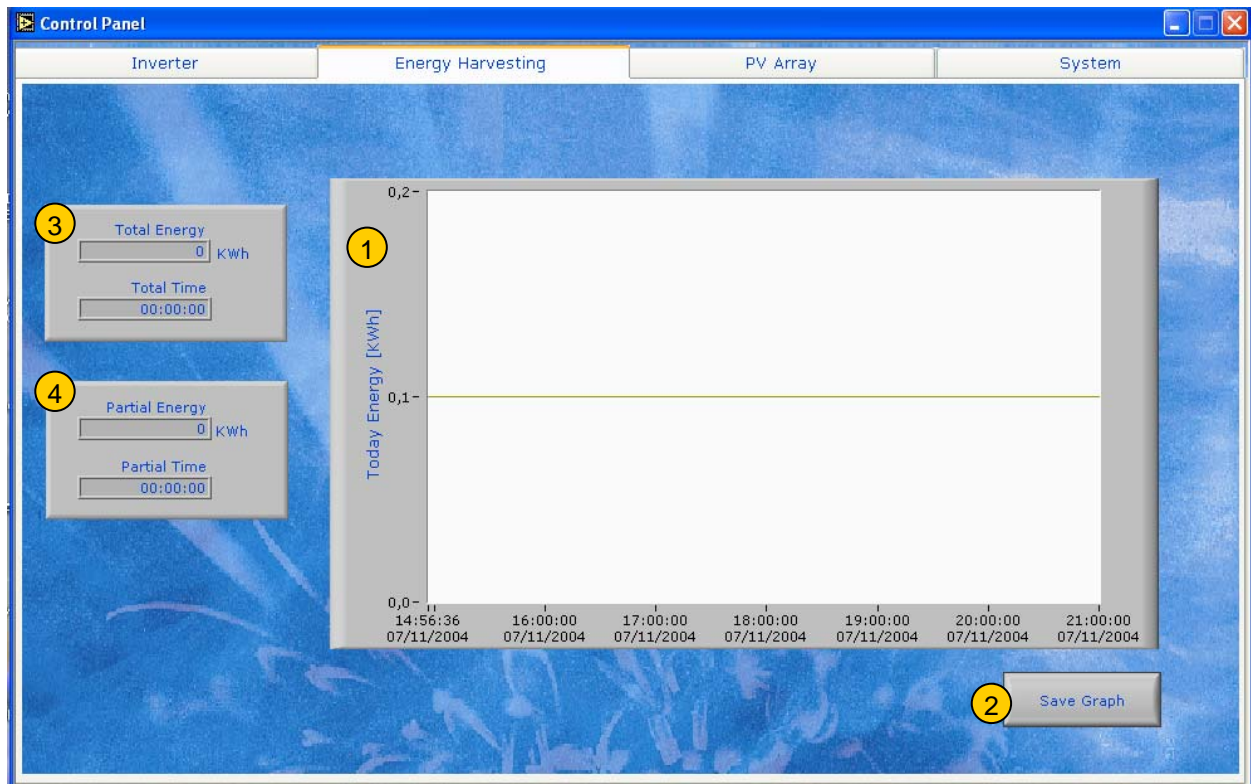 Control Panel
Inverter Energy Harvesting PV Array System
3
Total Energy
0 KWh
Total Time
00:00:00
4
Partial Energy
0 KWh
Partial Time
00:00:00
1
Today Energy [KWh]
0,2
0,1
0,0
14:56:36 16:00:00 17:00:00 18:00:00 19:00:00 20:00:00 21:00:00
07/11/2004 07/11/2004 07/11/2004 07/11/2004 07/11/2004 07/11/2004 07/11/2004
2
Save Graph